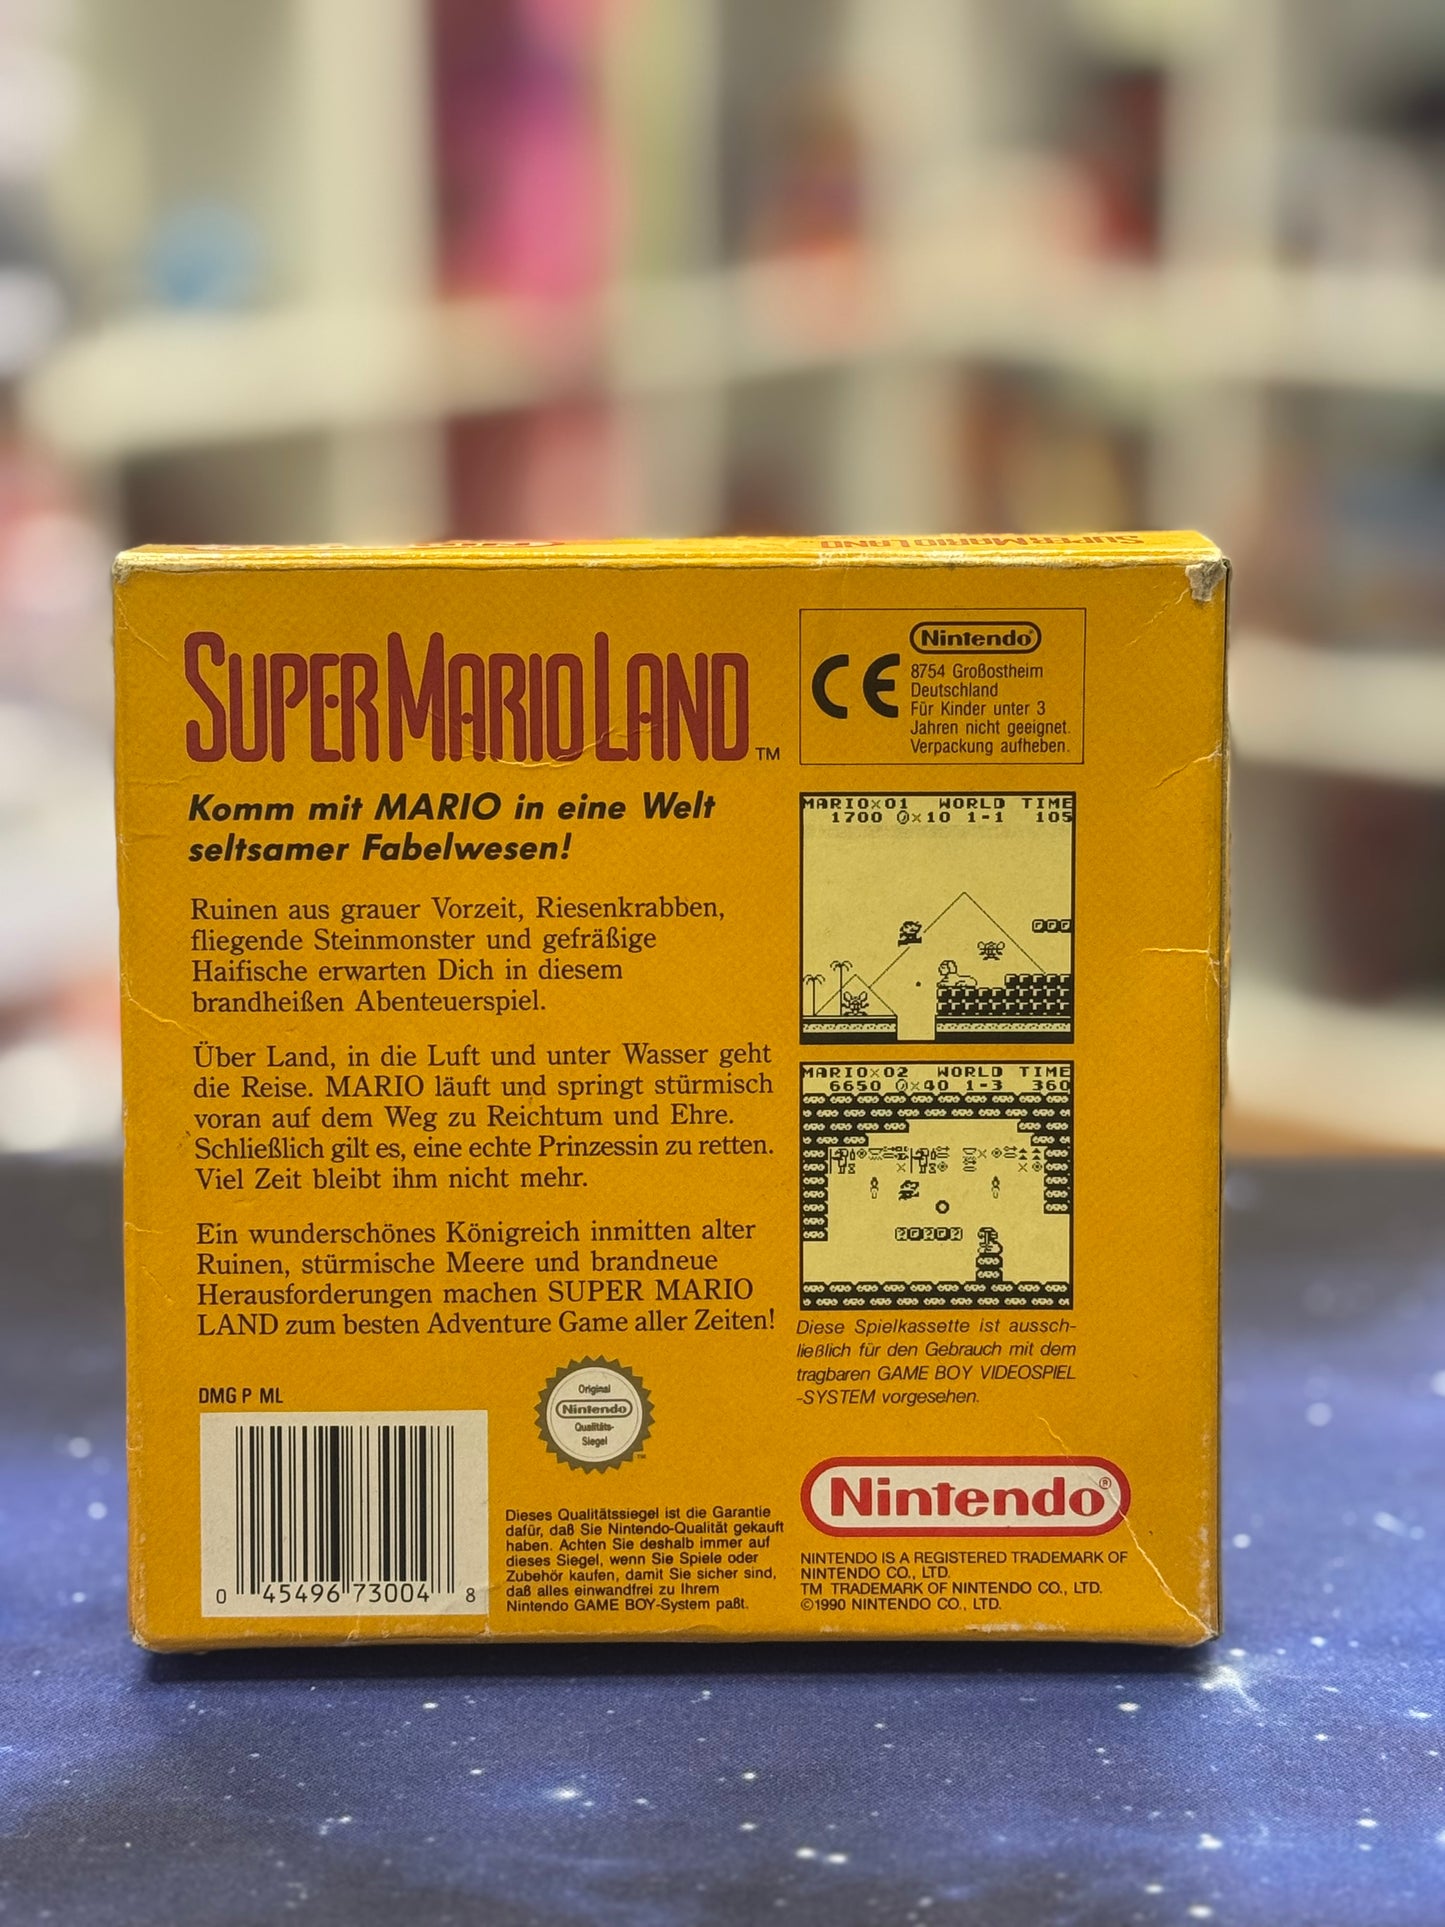 SUPER MARIO LAND
SUPER MARIO LAND™
Komm mit MARIO in eine Welt
seltsamer Fabelwesen!
Ruinen aus grauer Vorzeit, Riesenkrabben,
fliegende Steinmonster und gefräßige
Haifische erwarten Dich in diesem
brandheißen Abenteuerspiel.
Über Land, in die Luft und unter Wasser geht
die Reise. MARIO läuft und springt stürmisch
voran auf dem Weg zu Reichtum und Ehre.
Schließlich gilt es, eine echte Prinzessin zu retten.
Viel Zeit bleibt ihm nicht mehr.
Ein wunderschönes Königreich inmitten alter
Ruinen, stürmische Meere und brandneue
Herausforderungen machen SUPER MARIO
LAND zum besten Adventure Game aller Zeiten!
DMG P ML
0 45496 73004 8
Original
Nintendo
Qualitäts-
Siegel
TM
Dieses Qualitätssiegel ist die Garantie
dafür, daß Sie Nintendo-Qualität gekauft
haben. Achten Sie deshalb immer auf
dieses Siegel, wenn Sie Spiele oder
Zubehör kaufen, damit Sie sicher sind,
daß alles einwandfrei zu Ihrem
Nintendo GAME BOY-System paßt.
CE
Nintendo®
8754 Großostheim
Deutschland
Für Kinder unter 3
Jahren nicht geeignet.
Verpackung aufheben.
MARIO×01 WORLD TIME
1700 ×10 1-1 105
MARIO×02 WORLD TIME
6650 ×40 1-3 360
Diese Spielkassette ist aussch-
ließlich für den Gebrauch mit dem
tragbaren GAME BOY VIDEOSPIEL
-SYSTEM vorgesehen.
Nintendo®
NINTENDO IS A REGISTERED TRADEMARK OF
NINTENDO CO., LTD.
TM TRADEMARK OF NINTENDO CO., LTD.
©1990 NINTENDO CO., LTD.